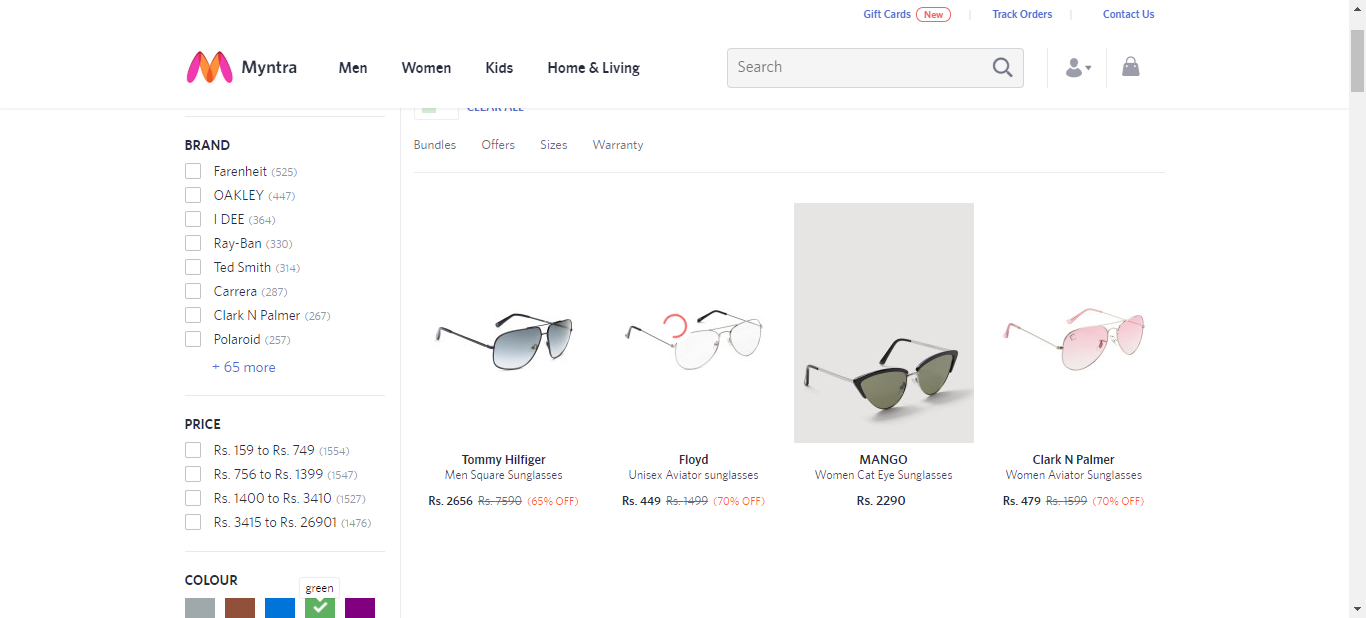 Gift Cards New Track Orders Contact Us
Myntra Men Women Kids Home & Living Search
CLEAR ALL
Bundles Offers Sizes Warranty
BRAND
Farenheit (525)
OAKLEY (447)
I DEE (364)
Ray-Ban (330)
Ted Smith (314)
Carrera (287)
Clark N Palmer (267)
Polaroid (257)
+ 65 more
PRICE
Rs. 159 to Rs. 749 (1554)
Rs. 756 to Rs. 1399 (1547)
Rs. 1400 to Rs. 3410 (1527)
Rs. 3415 to Rs. 26901 (1476)
COLOUR
green
Tommy Hilfiger
Men Square Sunglasses
Rs. 2656 Rs. 7590 (65% OFF)
Floyd
Unisex Aviator sunglasses
Rs. 449 Rs. 1499 (70% OFF)
MANGO
Women Cat Eye Sunglasses
Rs. 2290
Clark N Palmer
Women Aviator Sunglasses
Rs. 479 Rs. 1599 (70% OFF)